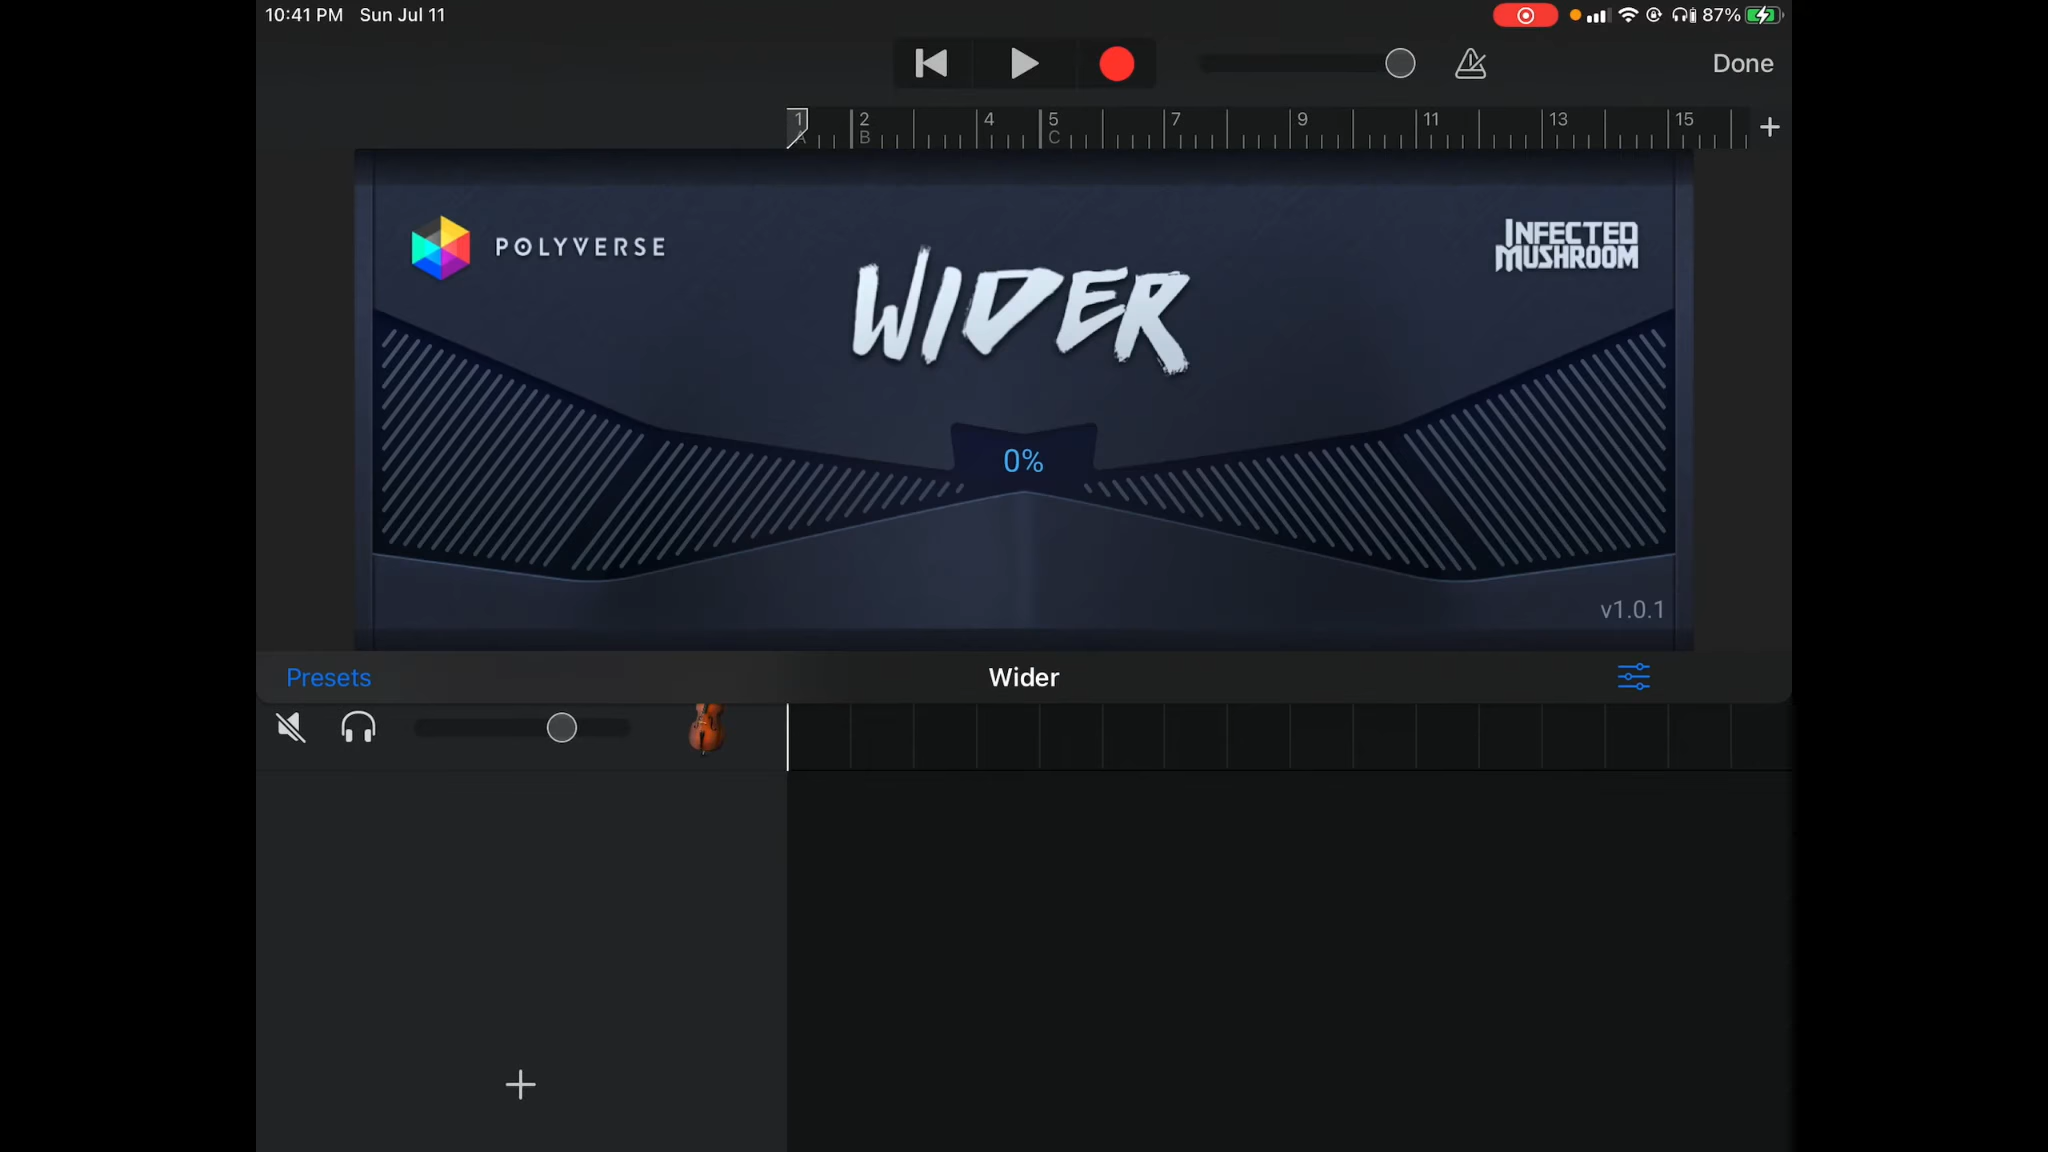 10:41 PM Sun Jul 11
87%
Done
1 2 4 5 7 9 11 13 15
A B C
POLYVERSE
INFECTED
MUSHROOM
WIDER
0%
v1.0.1
Presets Wider